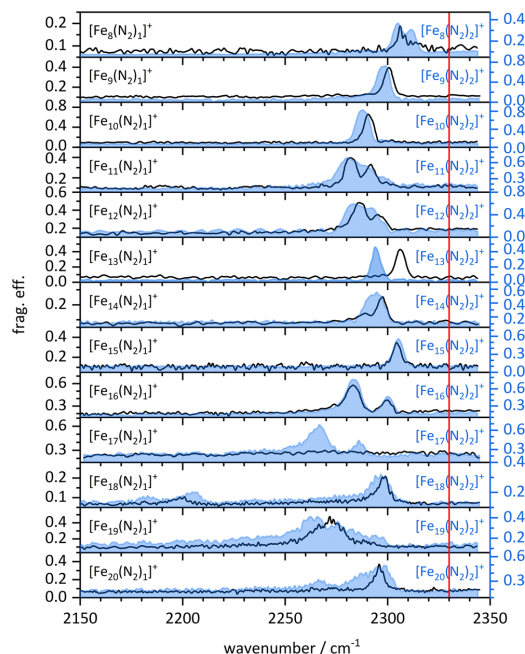 0.2 [Fe8(N2)1]+ [Fe8(N2)2]+ 0.4
0.1 0.2
0.0
0.8
0.4 [Fe9(N2)1]+ [Fe9(N2)2]+
0.2 0.4
0.0
0.8 0.0
[Fe10(N2)1]+ [Fe10(N2)2]+ 0.8
0.4 0.4
0.0 0.0
0.4 [Fe11(N2)1]+ [Fe11(N2)2]+ 0.6
0.2 0.3
0.6 0.8
0.4 [Fe12(N2)1]+ [Fe12(N2)2]+
0.2 0.4
0.0
0.4 [Fe13(N2)1]+ [Fe13(N2)2]+ 0.4
0.2 0.2
0.0 0.0
[Fe14(N2)1]+ [Fe14(N2)2]+ 0.6
0.2 0.3
0.4 [Fe15(N2)1]+ [Fe15(N2)2]+ 0.6
0.2 0.3
0.6 [Fe16(N2)1]+ [Fe16(N2)2]+ 0.6
0.3 0.3
0.6 [Fe17(N2)1]+ [Fe17(N2)2]+ 0.6
0.3 0.3
0.4
0.2 [Fe18(N2)1]+ [Fe18(N2)2]+
0.1 0.2
0.4 [Fe19(N2)1]+ [Fe19(N2)2]+ 0.4
0.2 0.2
0.6
0.4 [Fe20(N2)1]+ [Fe20(N2)2]+
0.2 0.3
0.0
frag. eff.
2150 2200 2250 2300 2350
wavenumber / cm-1